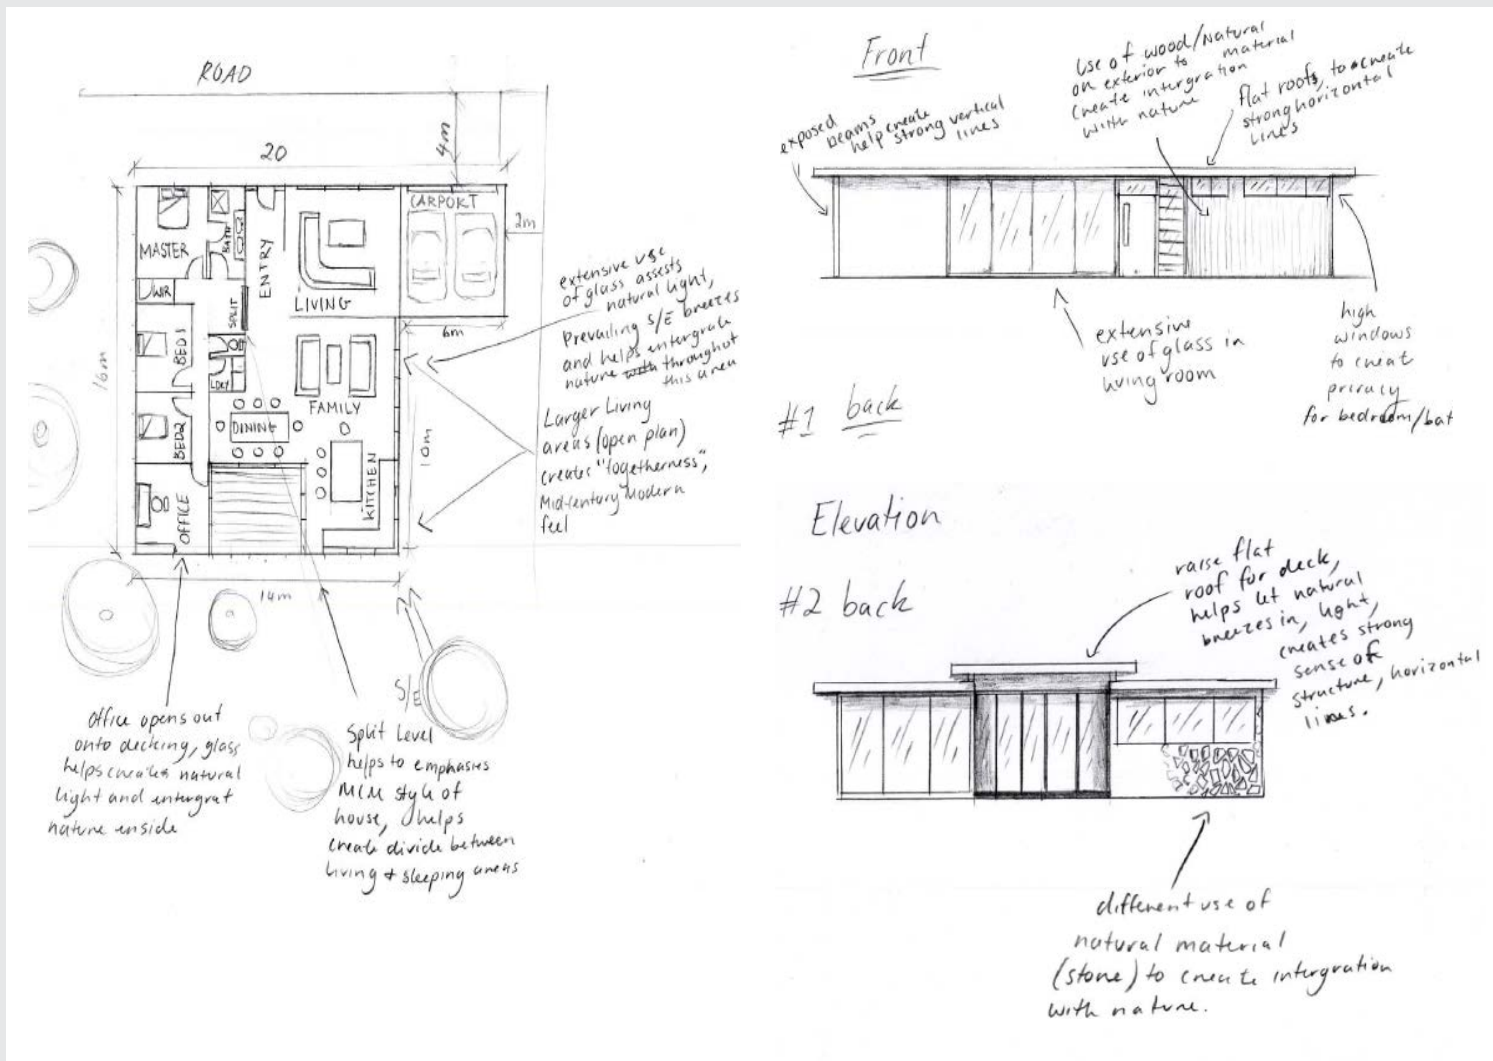 ROAD
20
4m
16m
MASTER
BATH
WIR
ENTRY
LIVING
CARPORT
2m
SPLIT
6m
BED1
LDRY
FAMILY
BED2
DINING
KITCHEN
10m
OFFICE
14m
S/E
extensive use
of glass assests
natural light,
prevailing S/E breezes
and helps intergrate
nature with throughout
this area
Larger Living
areas (open plan)
creates "togetherness",
Mid-century Modern
feel
Office opens out
onto decking, glass
helps creates natural
light and intergrat
nature inside
Split Level
helps to emphasies
MCM style of
house, helps
create divide between
living + sleeping areas
Front
exposed
beams
help create
strong vertical
lines
Use of wood/Natural
on exterior to material
create intergration
with nature
flat roofs, to create
strong horizontal
lines
extensive
use of glass in
living room
high
windows
to creat
privacy
for bedroom/bat
#1 back
Elevation
#2 back
raise flat
roof for deck,
helps let natural
breezes in, light,
creates strong
sense of
structure, horizontal
lines.
different use of
natural material
(stone) to create intergration
with nature.